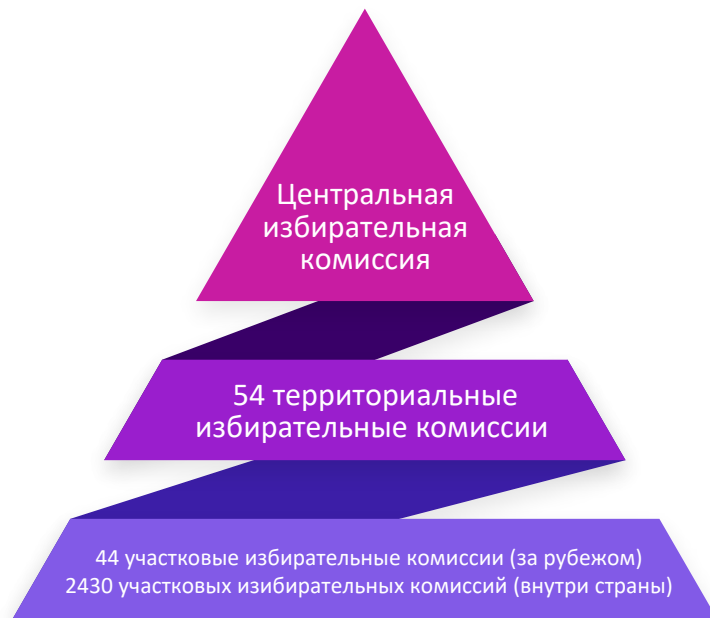 Центральная
избирательная
комиссия
54 территориальные
избирательные комиссии
44 участковые избирательные комиссии (за рубежом)
2430 участковых изибирательных комиссий (внутри страны)